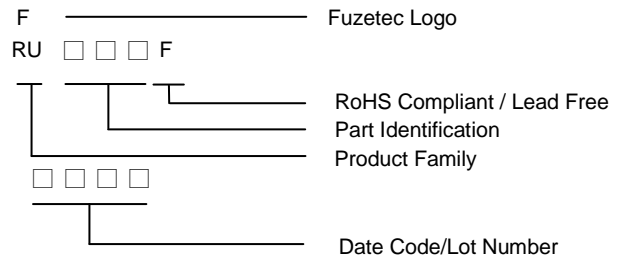 F Fuzetec Logo
RU □ □ □ F
RoHS Compliant / Lead Free
Part Identification
Product Family
□ □ □ □
Date Code/Lot Number